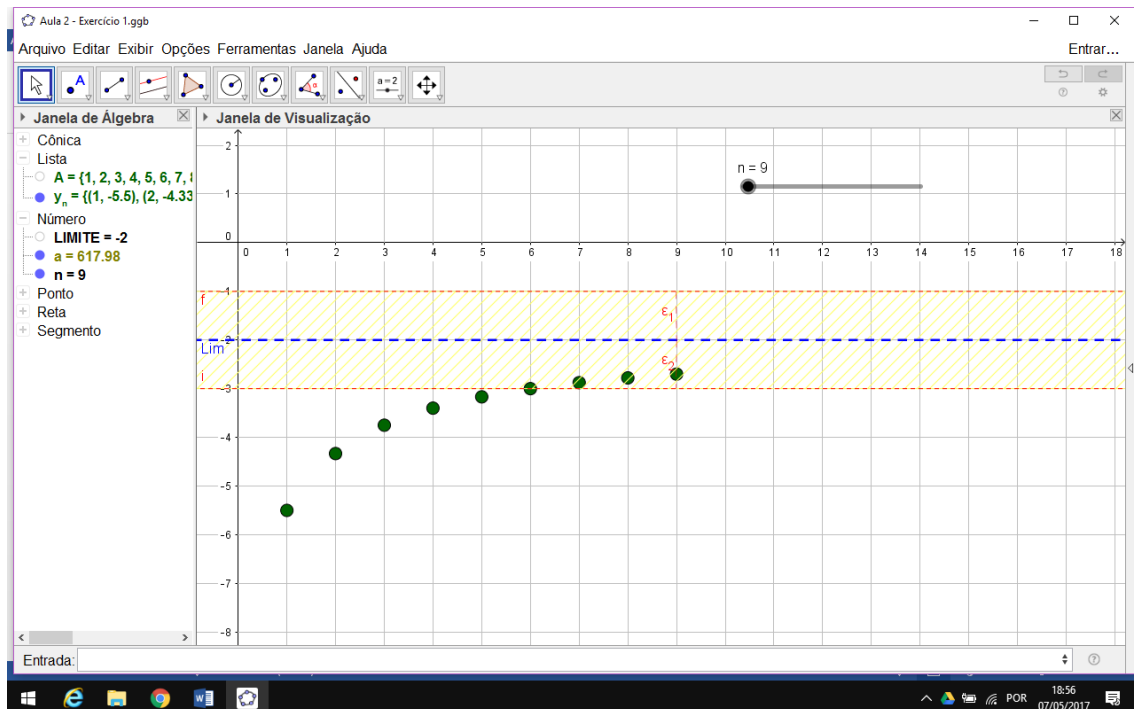 Aula 2 - Exercício 1.ggb
Arquivo Editar Exibir Opções Ferramentas Janela Ajuda
Entrar...
A
α
a=2
Janela de Álgebra
Janela de Visualização
Cônica
Lista
A = {1, 2, 3, 4, 5, 6, 7,
yn = {(1, -5.5), (2, -4.33
Número
LIMITE = -2
a = 617.98
n = 9
Ponto
Reta
Segmento
n = 9
2
1
0
0 1 2 3 4 5 6 7 8 9 10 11 12 13 14 15 16 17 18
-1
f
ε1
-2
Lim
ε2
i
-3
-4
-5
-6
-7
-8
Entrada:
POR
18:56
07/05/2017